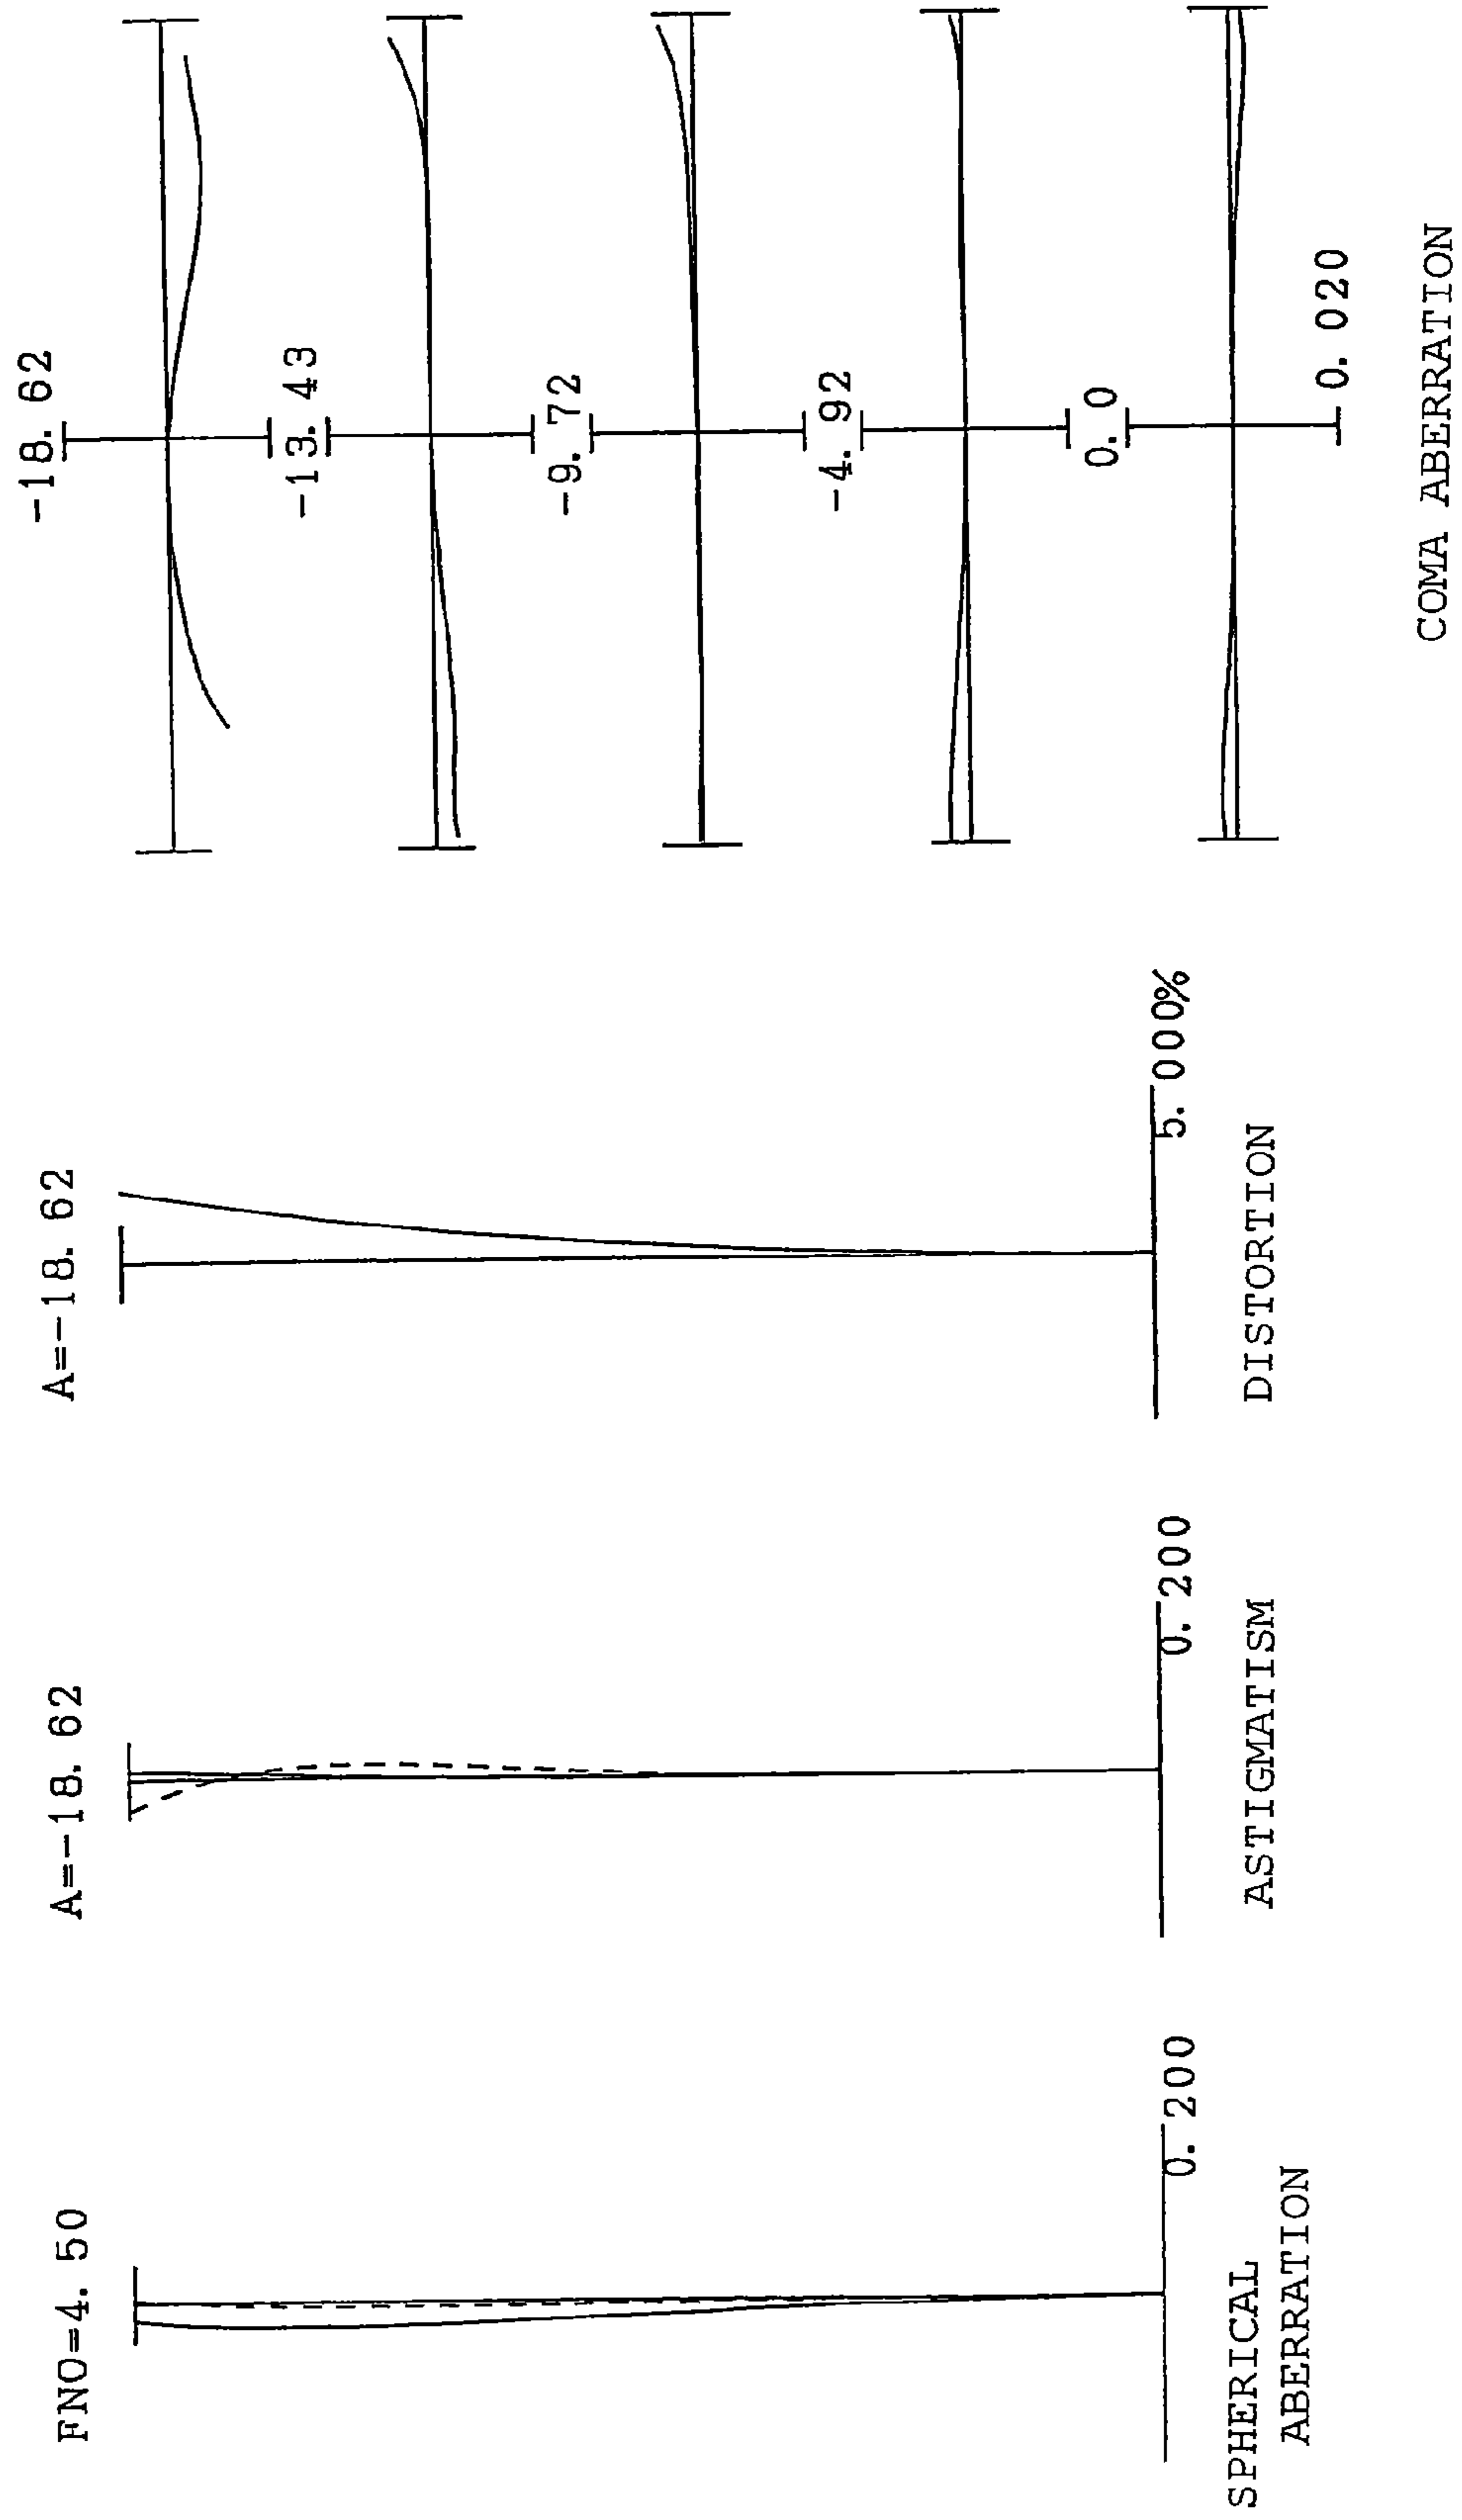 FNO=4. 50
0. 200
SPHERICAL
ABERRATION
A=-18. 62
0. 200
ASTIGMATISM
A=-18. 62
5. 000%
DISTORTION
-18. 62
-13. 43
-9. 72
-4. 92
0. 0
0. 020
COMA ABERRATION